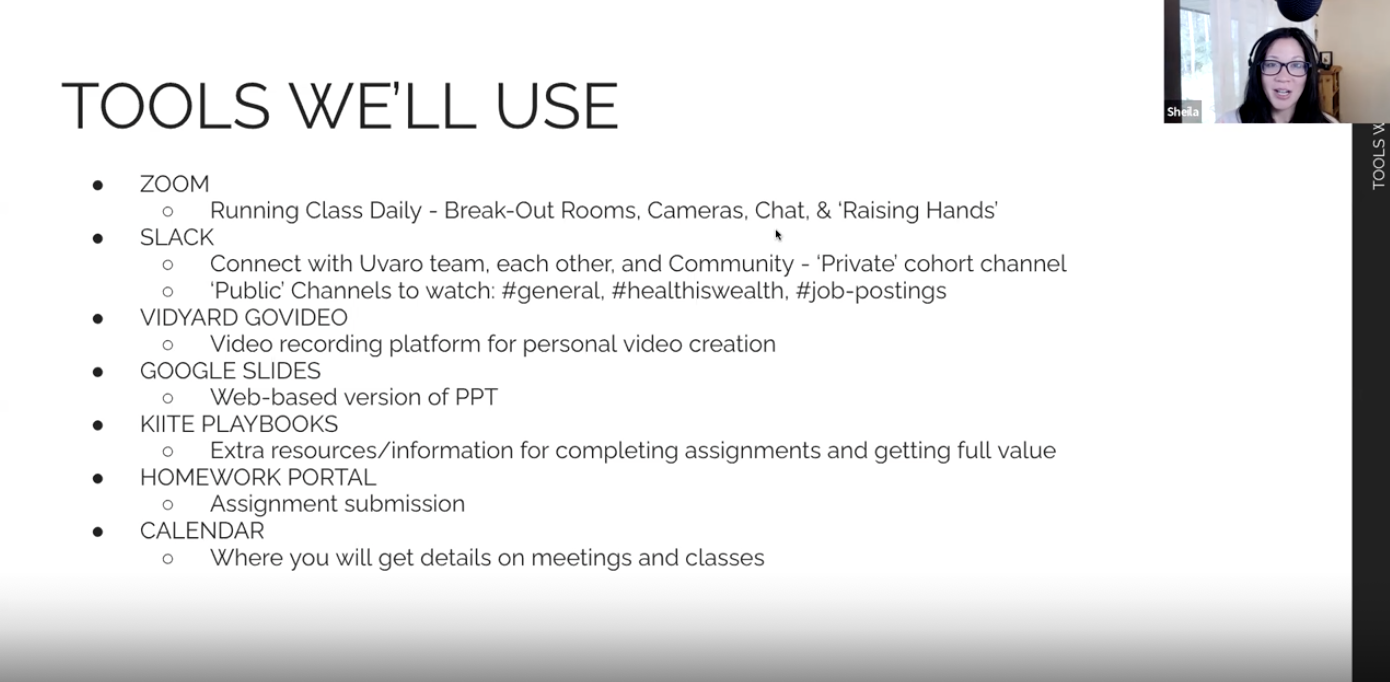 TOOLS WE'LL USE
Sheila
TOOLS W
● ZOOM
○ Running Class Daily - Break-Out Rooms, Cameras, Chat, & ‘Raising Hands’
● SLACK
○ Connect with Uvaro team, each other, and Community - ‘Private’ cohort channel
○ ‘Public’ Channels to watch: #general, #healthiswealth, #job-postings
● VIDYARD GOVIDEO
○ Video recording platform for personal video creation
● GOOGLE SLIDES
○ Web-based version of PPT
● KIITE PLAYBOOKS
○ Extra resources/information for completing assignments and getting full value
● HOMEWORK PORTAL
○ Assignment submission
● CALENDAR
○ Where you will get details on meetings and classes